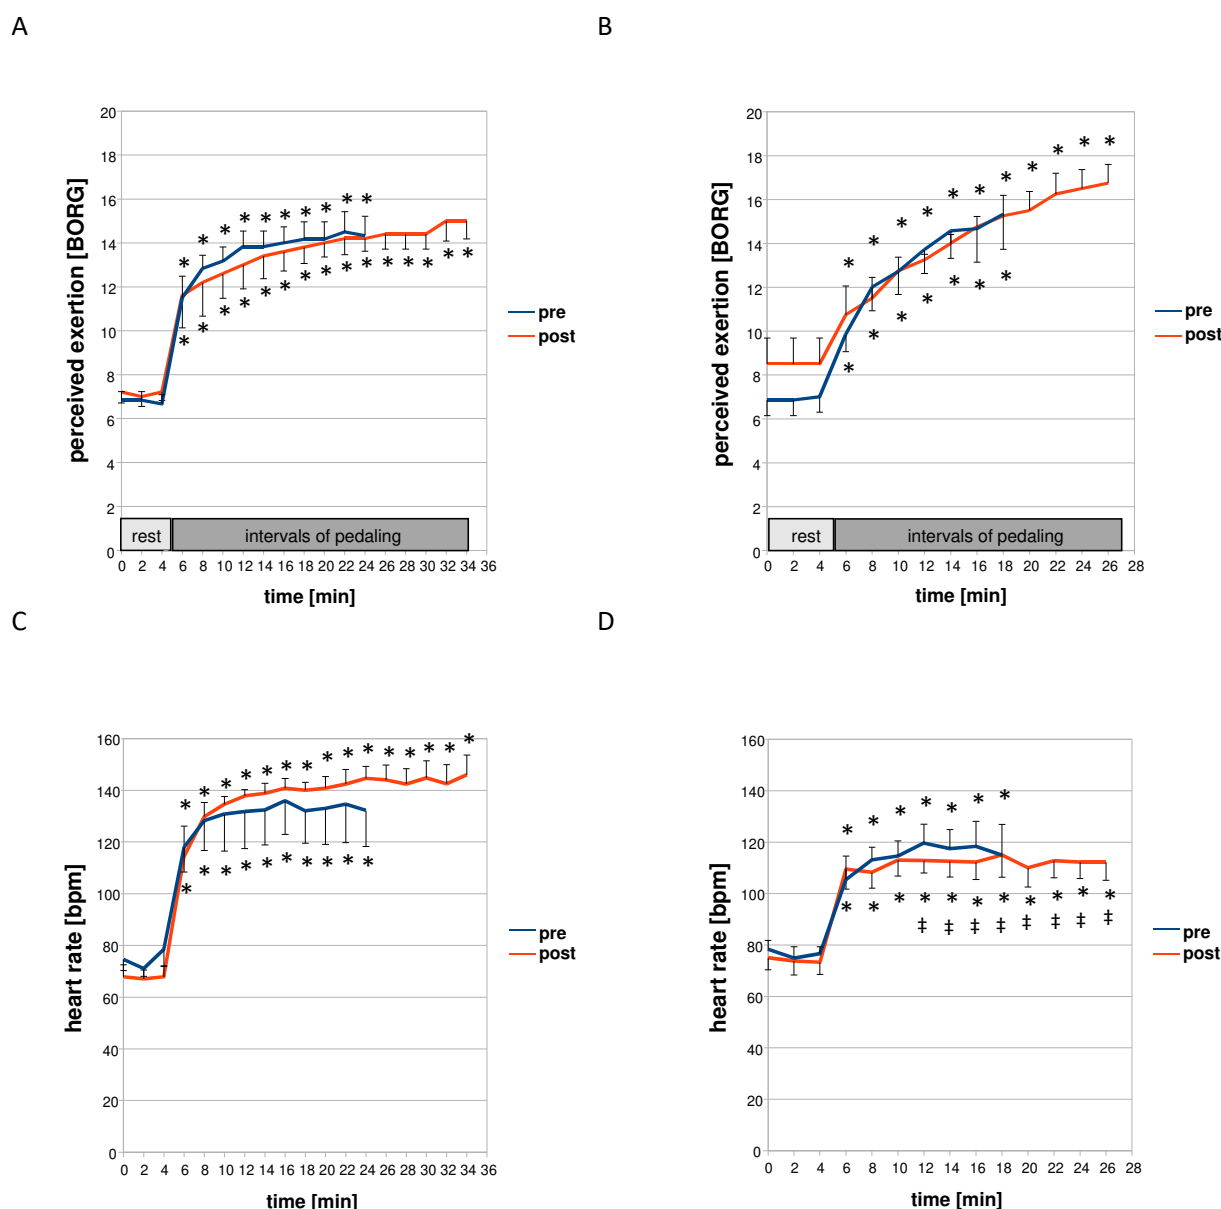 A
B
20
18
16
14
12
10
8
6
4
2
0
perceived exertion [BORG]
* * * * * * * * * *
* * * * * * * * * * * * * * *
pre
post
rest
intervals of pedaling
0 2 4 6 8 10 12 14 16 18 20 22 24 26 28 30 32 34 36
time [min]
20
18
16
14
12
10
8
6
4
2
0
perceived exertion [BORG]
* * * * * * * * * * *
* * * * * * *
pre
post
rest
intervals of pedaling
0 2 4 6 8 10 12 14 16 18 20 22 24 26 28
time [min]
C
D
160
140
120
100
80
60
40
20
0
heart rate [bpm]
* * * * * * * * * * * * * * *
* * * * * * * * * *
pre
post
0 2 4 6 8 10 12 14 16 18 20 22 24 26 28 30 32 34 36
time [min]
160
140
120
100
80
60
40
20
0
heart rate [bpm]
* * * * * * *
* * * * * * * * * * *
‡ ‡ ‡ ‡ ‡ ‡ ‡ ‡
pre
post
0 2 4 6 8 10 12 14 16 18 20 22 24 26 28
time [min]